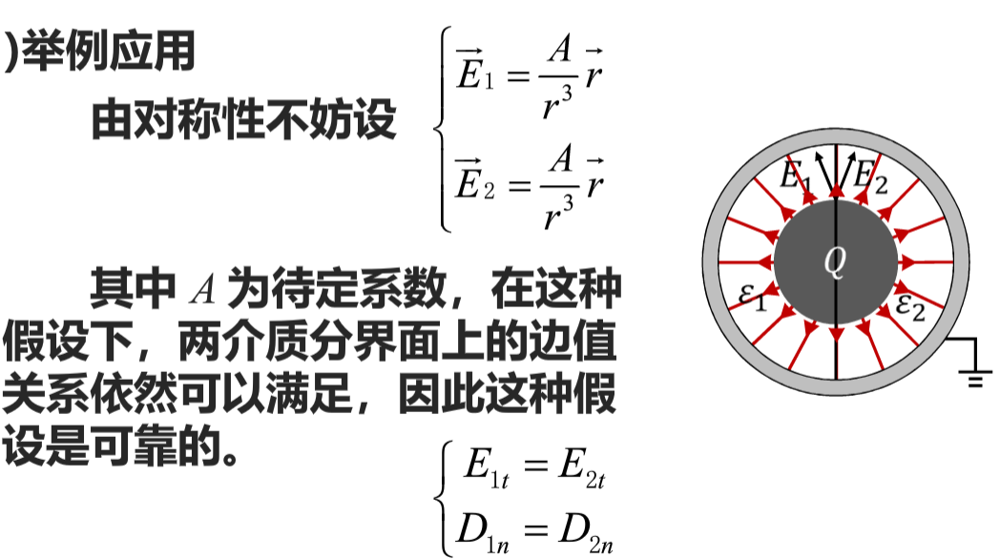 )举例应用
由对称性不妨设
\begin{cases} \vec{E}_1 = \frac{A}{r^3}\vec{r} \\ \vec{E}_2 = \frac{A}{r^3}\vec{r} \end{cases}
其中 A 为待定系数，在这种
假设下，两介质分界面上的边值
关系依然可以满足，因此这种假
设是可靠的。
\begin{cases} E_{1t} = E_{2t} \\ D_{1n} = D_{2n} \end{cases}
E_1 E_2
Q
ε_1 ε_2